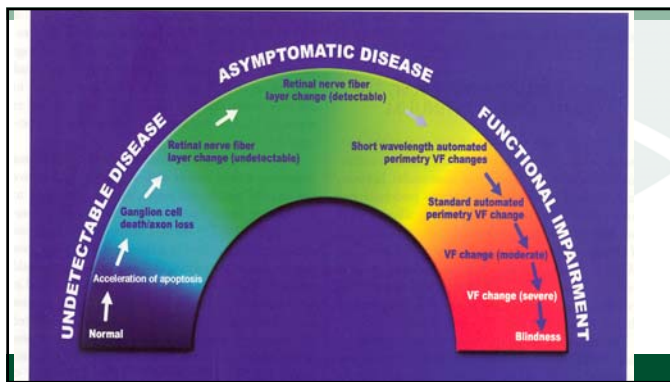 UNDETECTABLE DISEASE
ASYMPTOMATIC DISEASE
FUNCTIONAL IMPAIRMENT
Normal
Acceleration of apoptosis
Ganglion cell
death/axon loss
Retinal nerve fiber
layer change (undetectable)
Retinal nerve fiber
layer change (detectable)
Short wavelength automated
perimetry VF changes
Standard automated
perimetry VF change
VF change (moderate)
VF change (severe)
Blindness